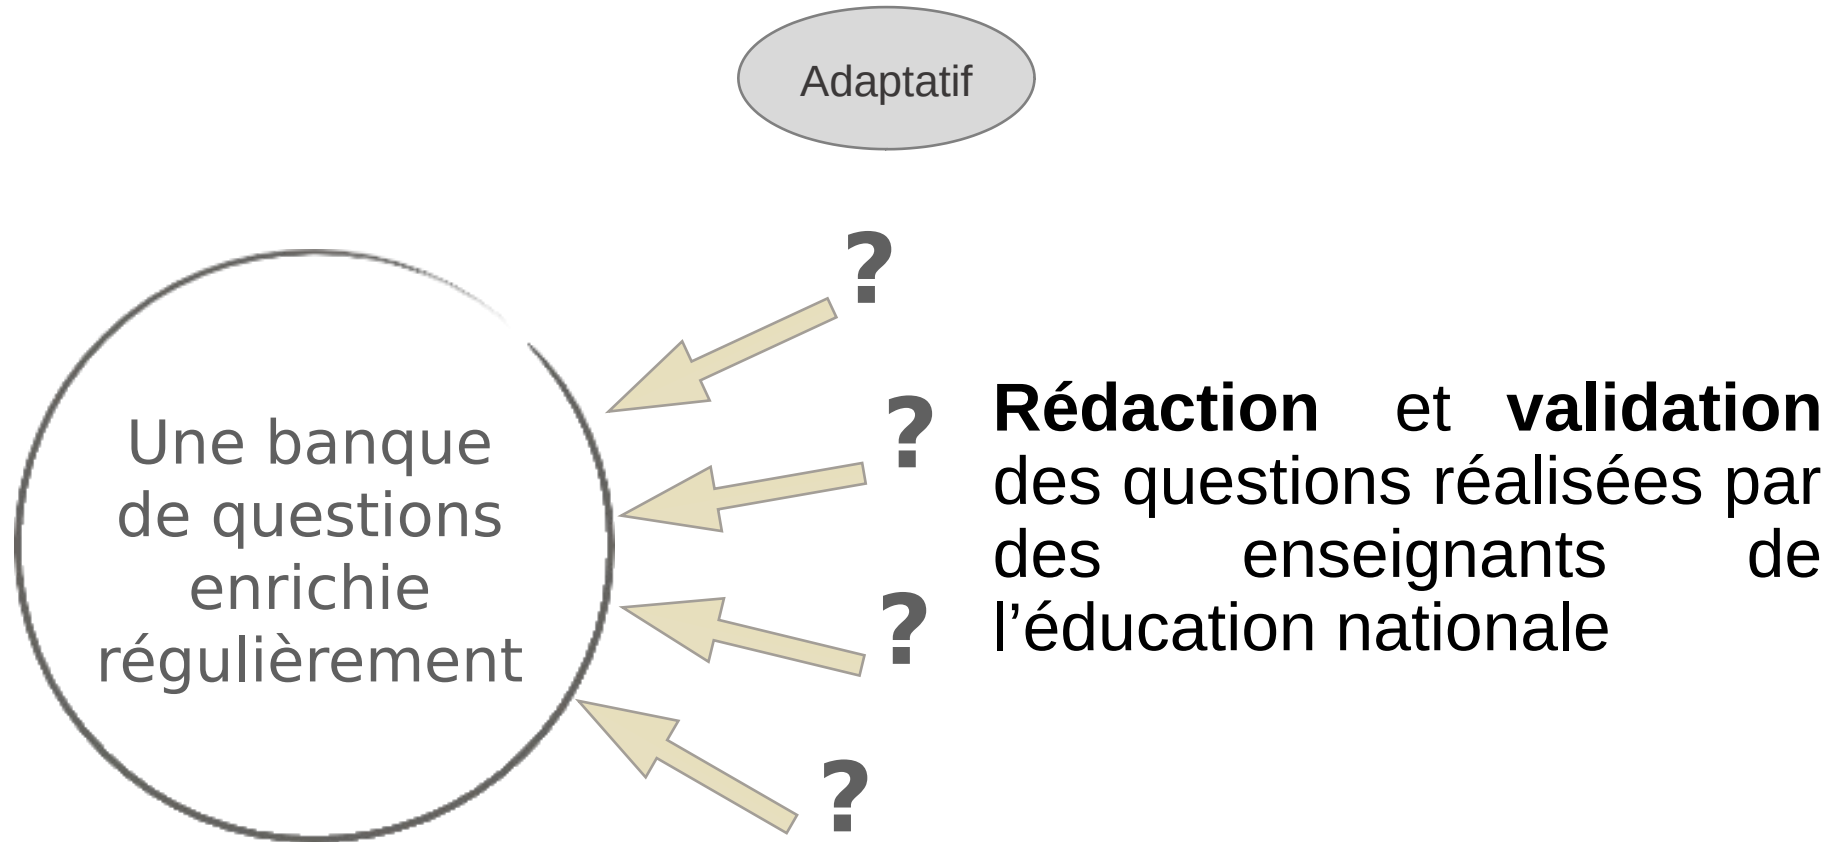 Adaptatif
?
?
?
?
Une banque
de questions
enrichie
régulièrement
Rédaction et validation
des questions réalisées par
des enseignants de
l’éducation nationale